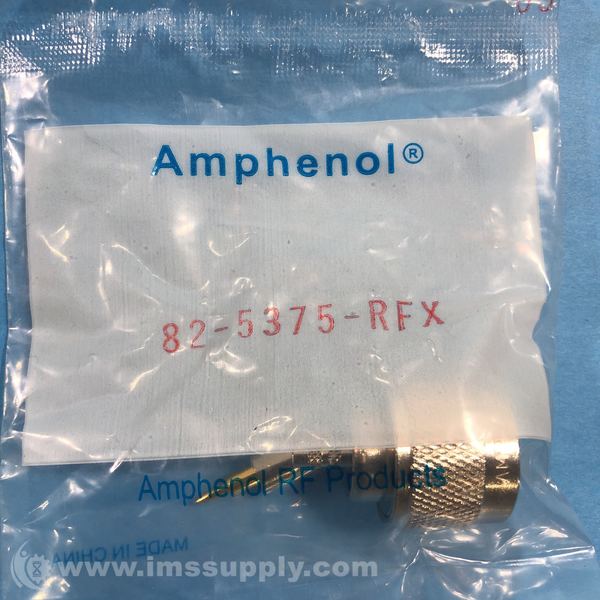 Amphenol®
82-5375-RFX
Amphenol RF Products
MADE IN CHINA
www.imssupply.com